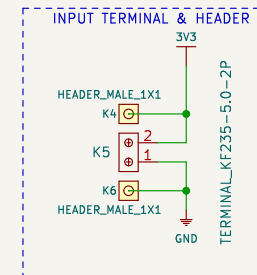 INPUT TERMINAL & HEADER
3V3
HEADER_MALE_1X1
K4
2
K5
1
K6
HEADER_MALE_1X1
GND
TERMINAL_KF235-5.0-2P